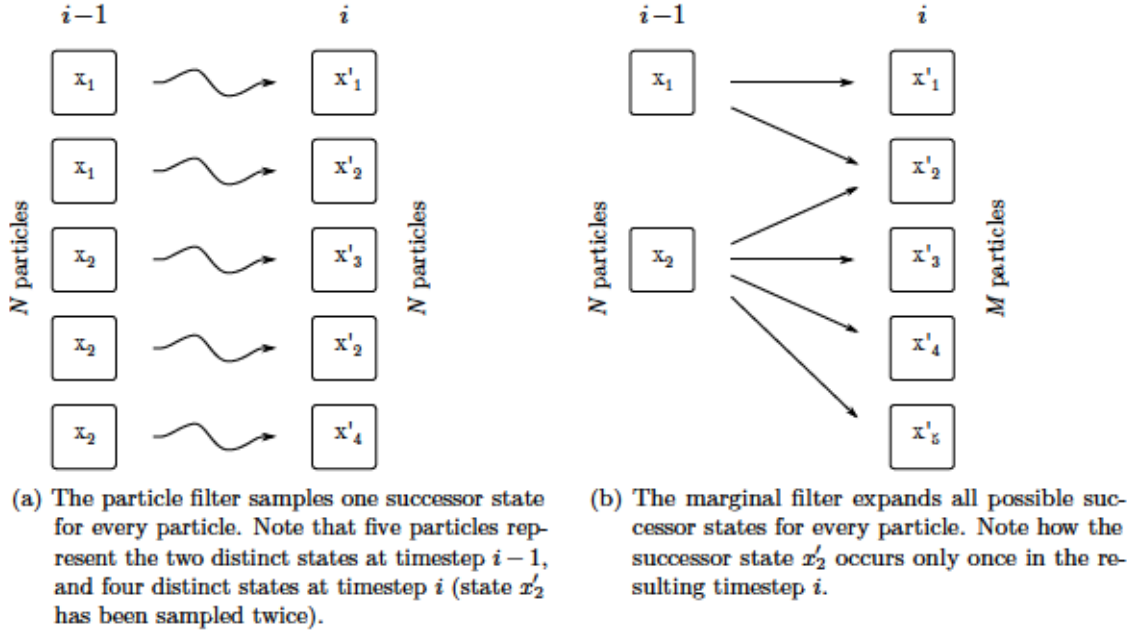 i−1
i
x₁
x'₁
x₁
x'₂
x₂
x'₃
x₂
x'₂
x₂
x'₄
N particles
N particles
(a) The particle filter samples one successor state
for every particle. Note that five particles rep-
resent the two distinct states at timestep i − 1,
and four distinct states at timestep i (state x′₂
has been sampled twice).
i−1
i
x₁
x'₁
x'₂
x₂
x'₃
x'₄
x'₅
N particles
M particles
(b) The marginal filter expands all possible suc-
cessor states for every particle. Note how the
successor state x′₂ occurs only once in the re-
sulting timestep i.